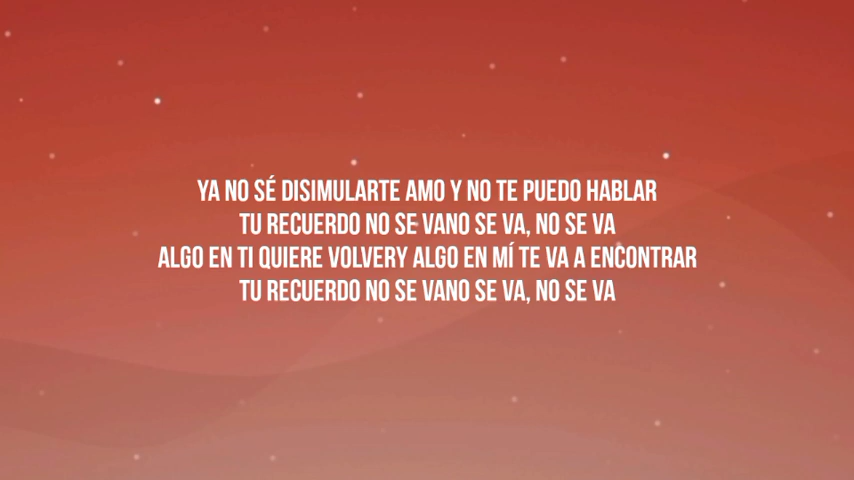 YA NO SÉ DISIMULARTE AMO Y NO TE PUEDO HABLAR
TU RECUERDO NO SE VANO SE VA, NO SE VA
ALGO EN TI QUIERE VOLVERY ALGO EN MÍ TE VA A ENCONTRAR
TU RECUERDO NO SE VANO SE VA, NO SE VA